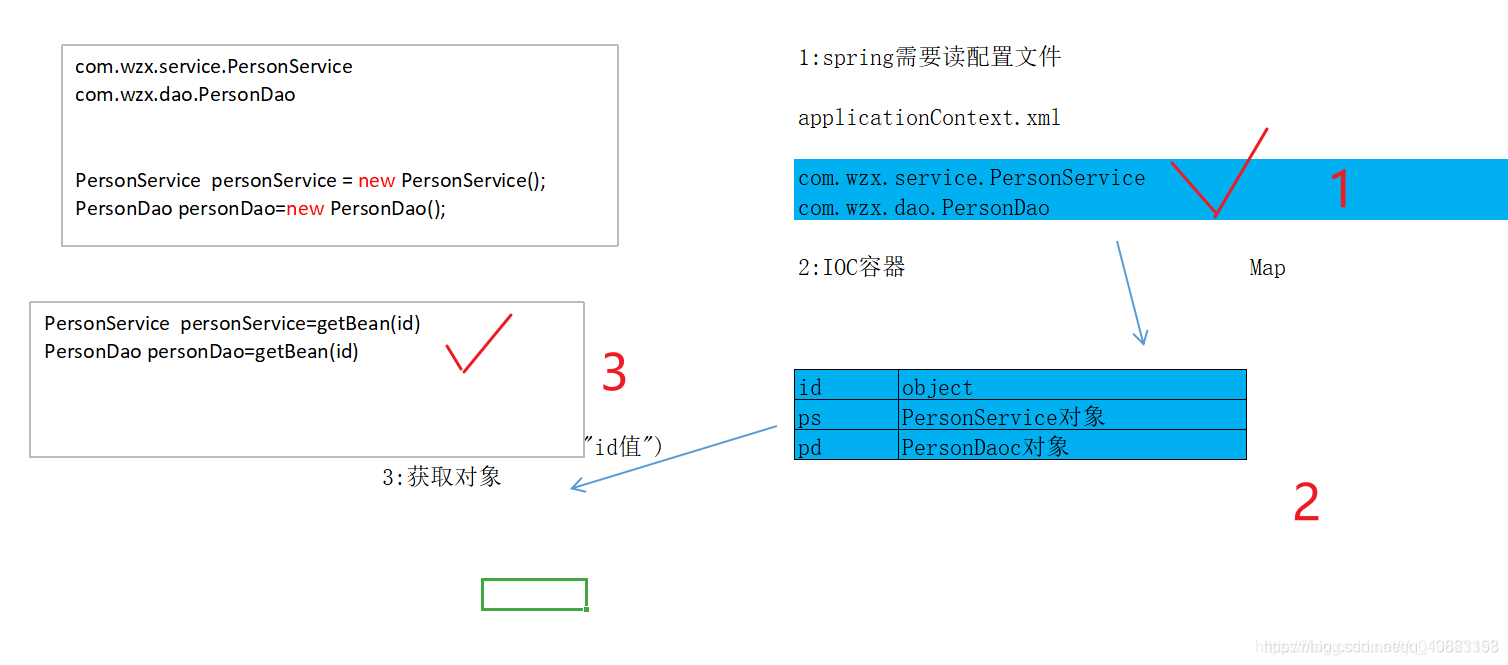 com.wzx.service.PersonService
com.wzx.dao.PersonDao
PersonService personService = new PersonService();
PersonDao personDao=new PersonDao();
PersonService personService=getBean(id)
PersonDao personDao=getBean(id)
"id值")
3:获取对象
3
1:spring需要读配置文件
applicationContext.xml
com.wzx.service.PersonService
com.wzx.dao.PersonDao
1
2:IOC容器 Map
id object
ps PersonService对象
pd PersonDaoc对象
2